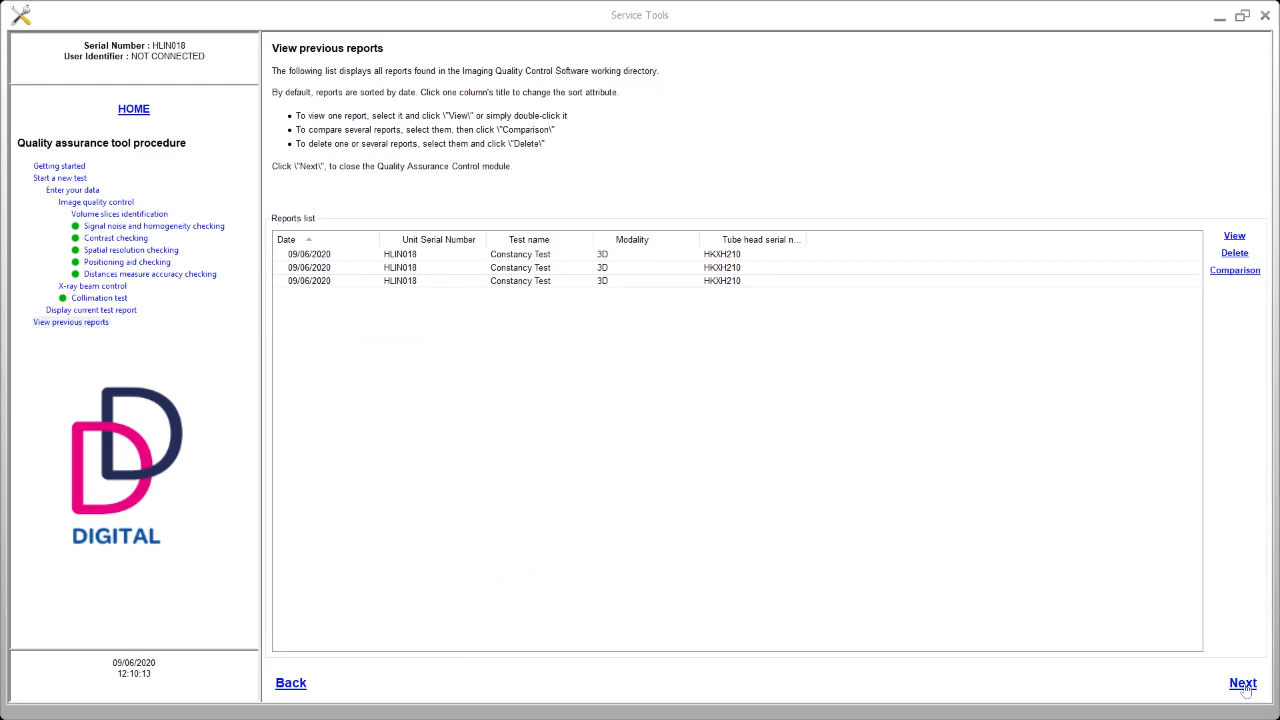 Service Tools
Serial Number : HLIN018
User Identifier : NOT CONNECTED
HOME
Quality assurance tool procedure
Getting started
Start a new test
Enter your data
Image quality control
Volume slices identification
Signal noise and homogeneity checking
Contrast checking
Spatial resolution checking
Positioning aid checking
Distances measure accuracy checking
X-ray beam control
Collimation test
Display current test report
View previous reports
DIGITAL
09/06/2020
12:10:13
View previous reports
The following list displays all reports found in the Imaging Quality Control Software working directory.
By default, reports are sorted by date. Click one column's title to change the sort attribute.
• To view one report, select it and click \"View\" or simply double-click it
• To compare several reports, select them, then click \"Comparison\"
• To delete one or several reports, select them and click \"Delete\"
Click \"Next\", to close the Quality Assurance Control module.
Reports list
Date Unit Serial Number Test name Modality Tube head serial n...
09/06/2020 HLIN018 Constancy Test 3D HKXH210
09/06/2020 HLIN018 Constancy Test 3D HKXH210
09/06/2020 HLIN018 Constancy Test 3D HKXH210
View
Delete
Comparison
Back
Next